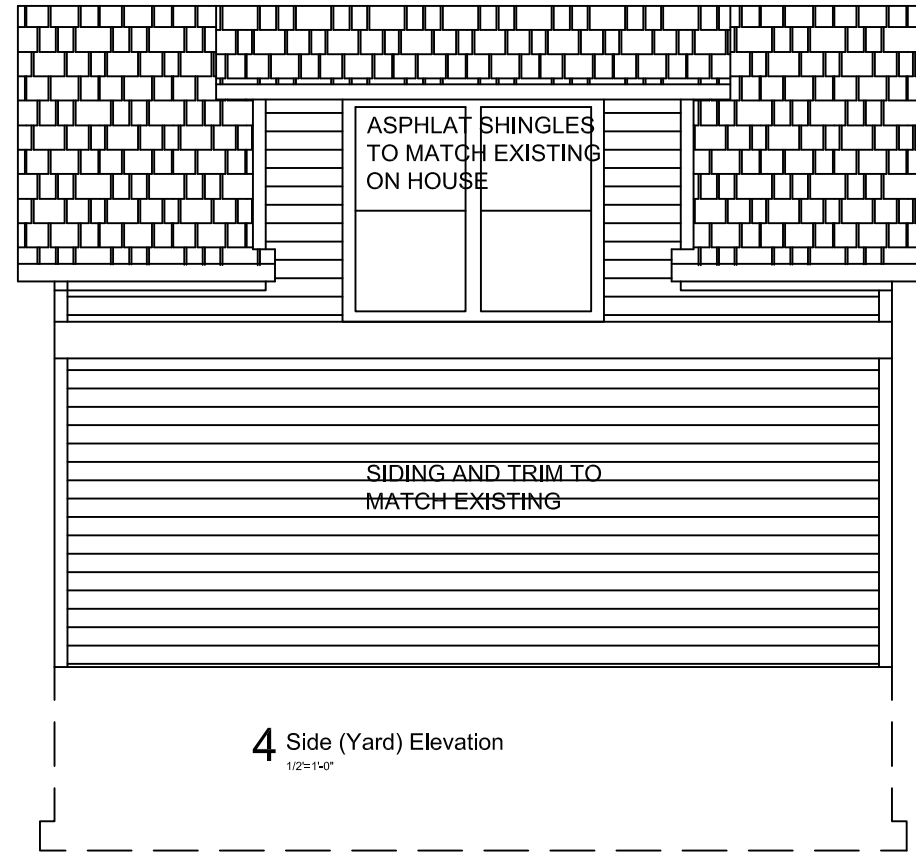 ASPHLAT SHINGLES
TO MATCH EXISTING
ON HOUSE
SIDING AND TRIM TO
MATCH EXISTING
4 Side (Yard) Elevation
1/2"=1'-0"